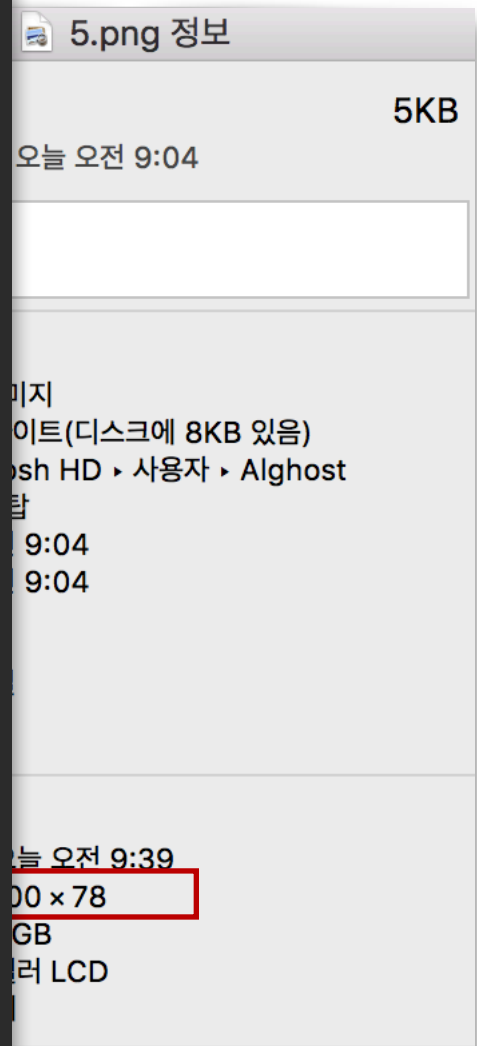 5.png 정보
5KB
오늘 오전 9:04
미지
이트(디스크에 8KB 있음)
osh HD ▸ 사용자 ▸ Alghost
탑
9:04
9:04
오늘 오전 9:39
00 × 78
GB
러 LCD